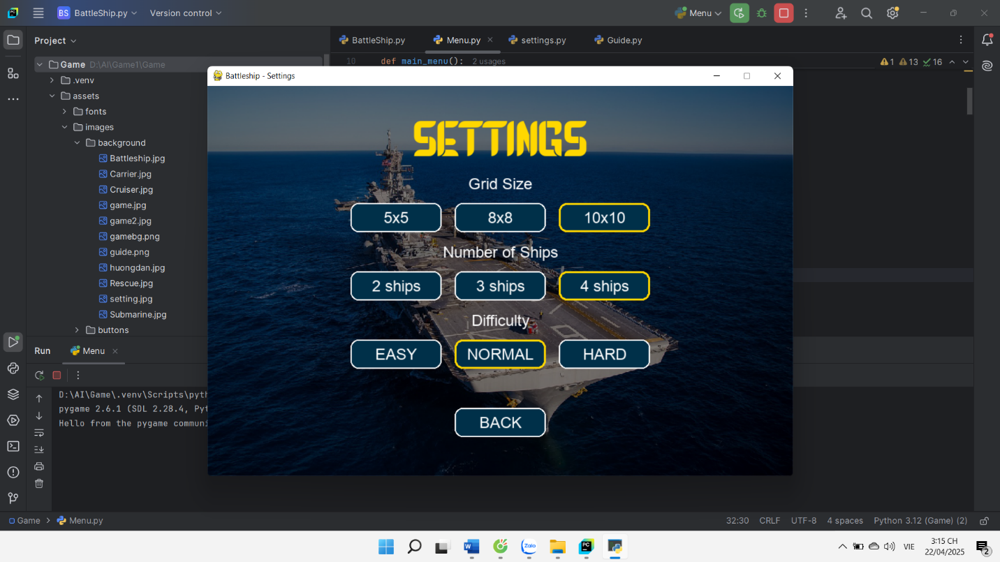 PC
BS BattleShip.py
Version control
Menu
Project
BattleShip.py
Menu.py
settings.py
Guide.py
Game D:\AI\Game1\Game
10 def main_menu(): 2 usages
1 13 16
.venv
assets
fonts
images
background
Battleship.jpg
Carrier.jpg
Cruiser.jpg
game.jpg
game2.jpg
gamebg.png
guide.png
huongdan.jpg
Rescue.jpg
setting.jpg
Submarine.jpg
buttons
Battleship - Settings
SETTINGS
Grid Size
5x5 8x8 10x10
Number of Ships
2 ships 3 ships 4 ships
Difficulty
EASY NORMAL HARD
BACK
Run Menu
D:\AI\Game\.venv\Scripts\pyth
pygame 2.6.1 (SDL 2.28.4, Pyt
Hello from the pygame communi
Game Menu.py
32:30 CRLF UTF-8 4 spaces Python 3.12 (Game) (2)
W
Zalo
PC
VIE
3:15 CH
22/04/2025
2